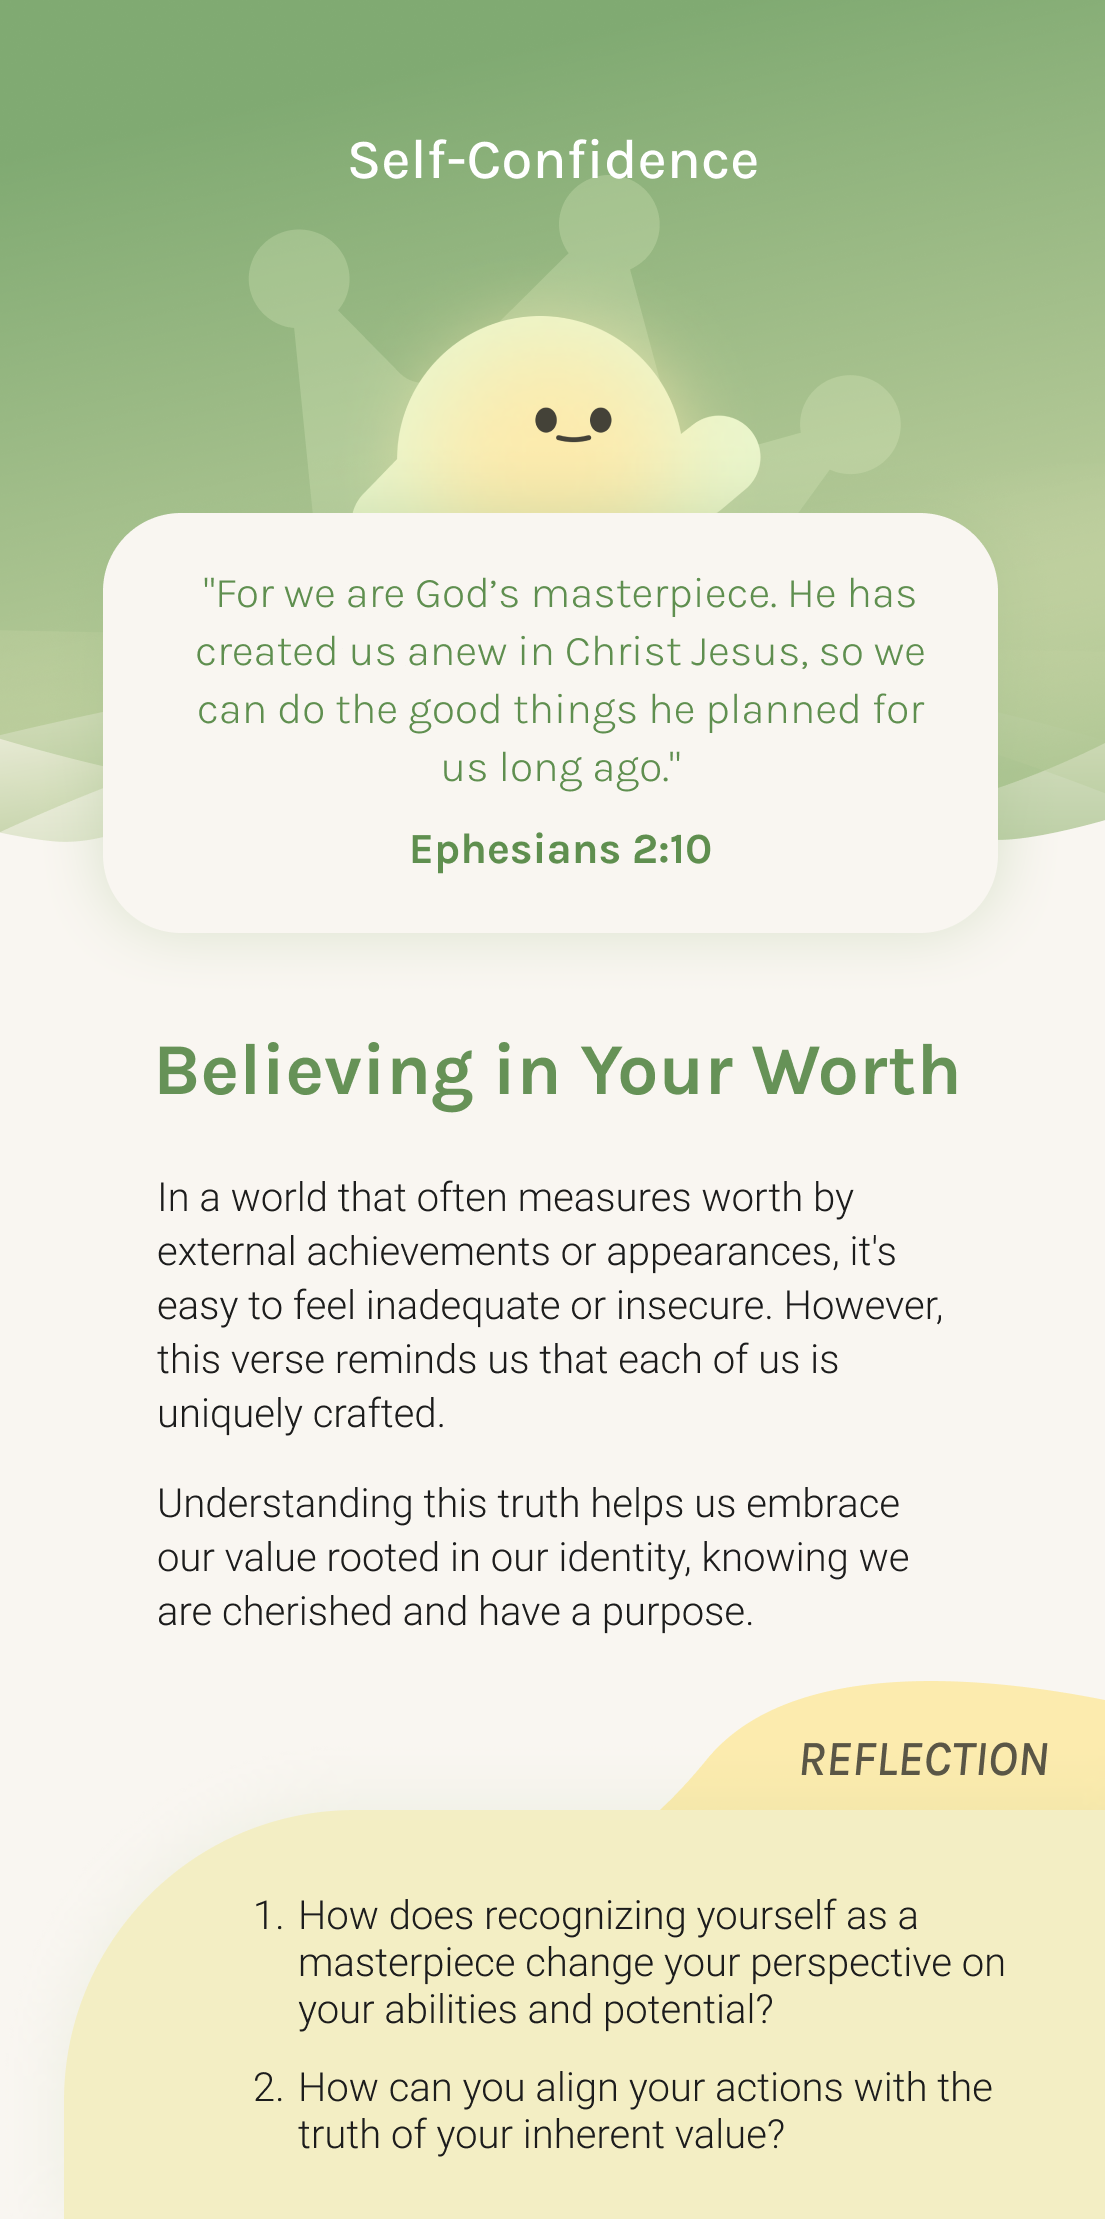 Self-Confidence
"For we are God’s masterpiece. He has
created us anew in Christ Jesus, so we
can do the good things he planned for
us long ago."
Ephesians 2:10
Believing in Your Worth
In a world that often measures worth by
external achievements or appearances, it's
easy to feel inadequate or insecure. However,
this verse reminds us that each of us is
uniquely crafted.
Understanding this truth helps us embrace
our value rooted in our identity, knowing we
are cherished and have a purpose.
REFLECTION
1. How does recognizing yourself as a
masterpiece change your perspective on
your abilities and potential?
2. How can you align your actions with the
truth of your inherent value?